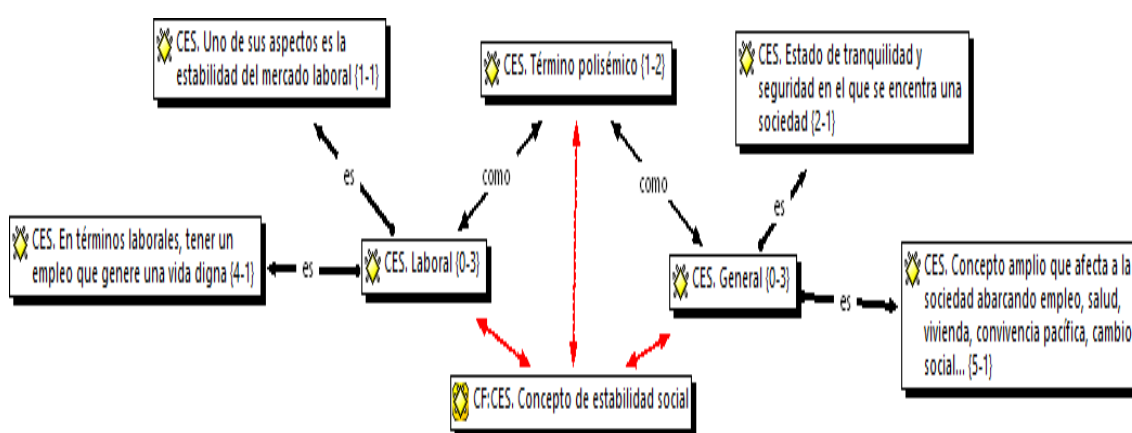 CES. Uno de sus aspectos es la
estabilidad del mercado laboral {1-1}
CES. Término polisémico {1-2}
CES. Estado de tranquilidad y
seguridad en el que se encentra una
sociedad {2-1}
es
como
como
es
CES. En términos laborales, tener un
empleo que genere una vida digna {4-1}
es
CES. Laboral {0-3}
CES. General {0-3}
es
CES. Concepto amplio que afecta a la
sociedad abarcando empleo, salud,
vivienda, convivencia pacífica, cambio
social... {5-1}
CF:CES. Concepto de estabilidad social